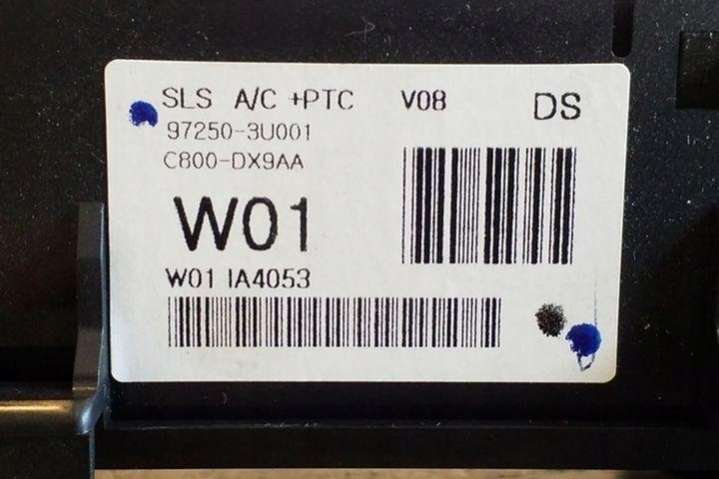 SLS A/C +PTC V08 DS
97250-3U001
C800-DX9AA
W01
W01 IA4053